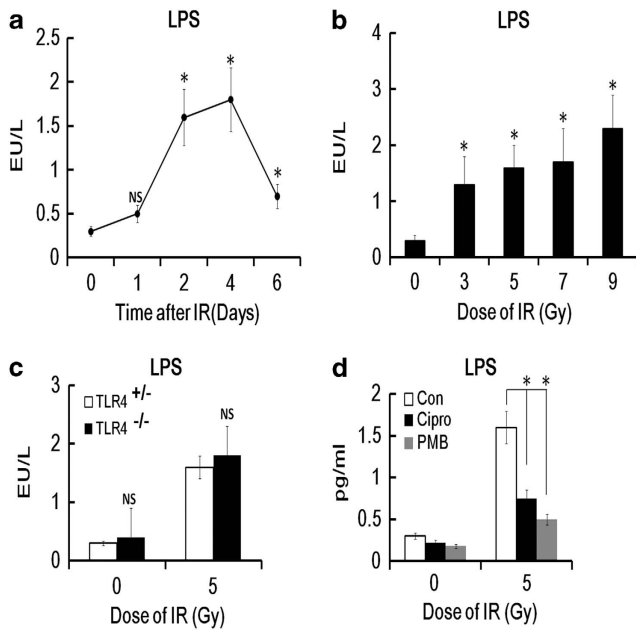 a
LPS
EU/L
2.5
2
1.5
1
0.5
0
*
*
NS
*
0 1 2 4 6
Time after IR(Days)
b
LPS
EU/L
4
3
2
1
0
*
*
*
*
0 3 5 7 9
Dose of IR (Gy)
c
LPS
TLR4 +/-
TLR4 -/-
EU/L
3
2
1
0
NS
NS
0 5
Dose of IR (Gy)
d
LPS
Con
Cipro
PMB
pg/ml
2
1.5
1
0.5
0
* *
0 5
Dose of IR (Gy)